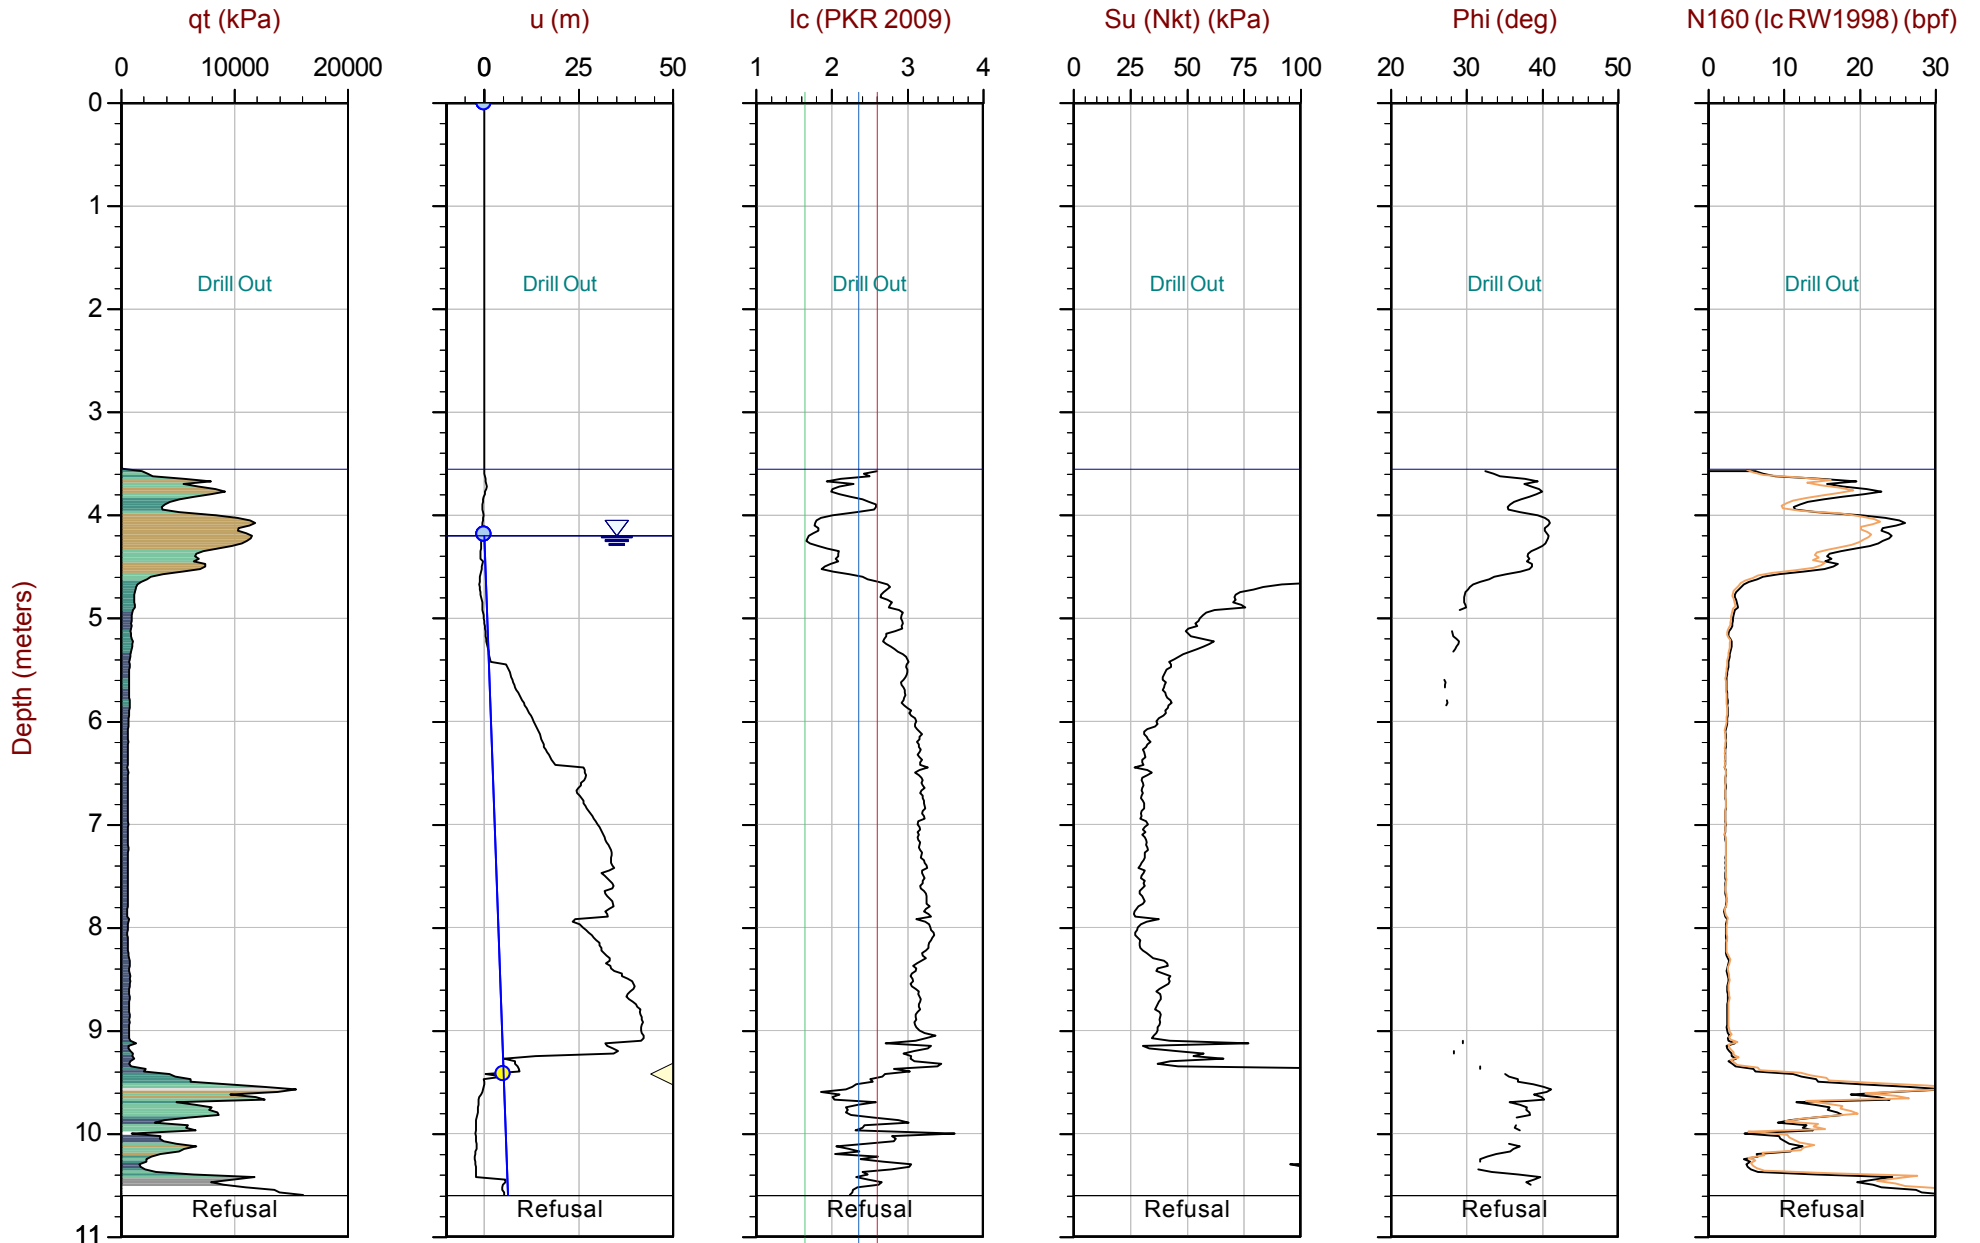 qt (kPa) u (m) Ic (PKR 2009) Su (Nkt) (kPa) Phi (deg) N160 (Ic RW1998) (bpf)
0 10000 20000 0 25 50 1 2 3 4 0 25 50 75 100 20 30 40 50 0 10 20 30
0
1
Drill Out Drill Out Drill Out Drill Out Drill Out Drill Out
2
3
4
5
Depth (meters)
6
7
8
9
10
Refusal Refusal Refusal Refusal Refusal Refusal
11